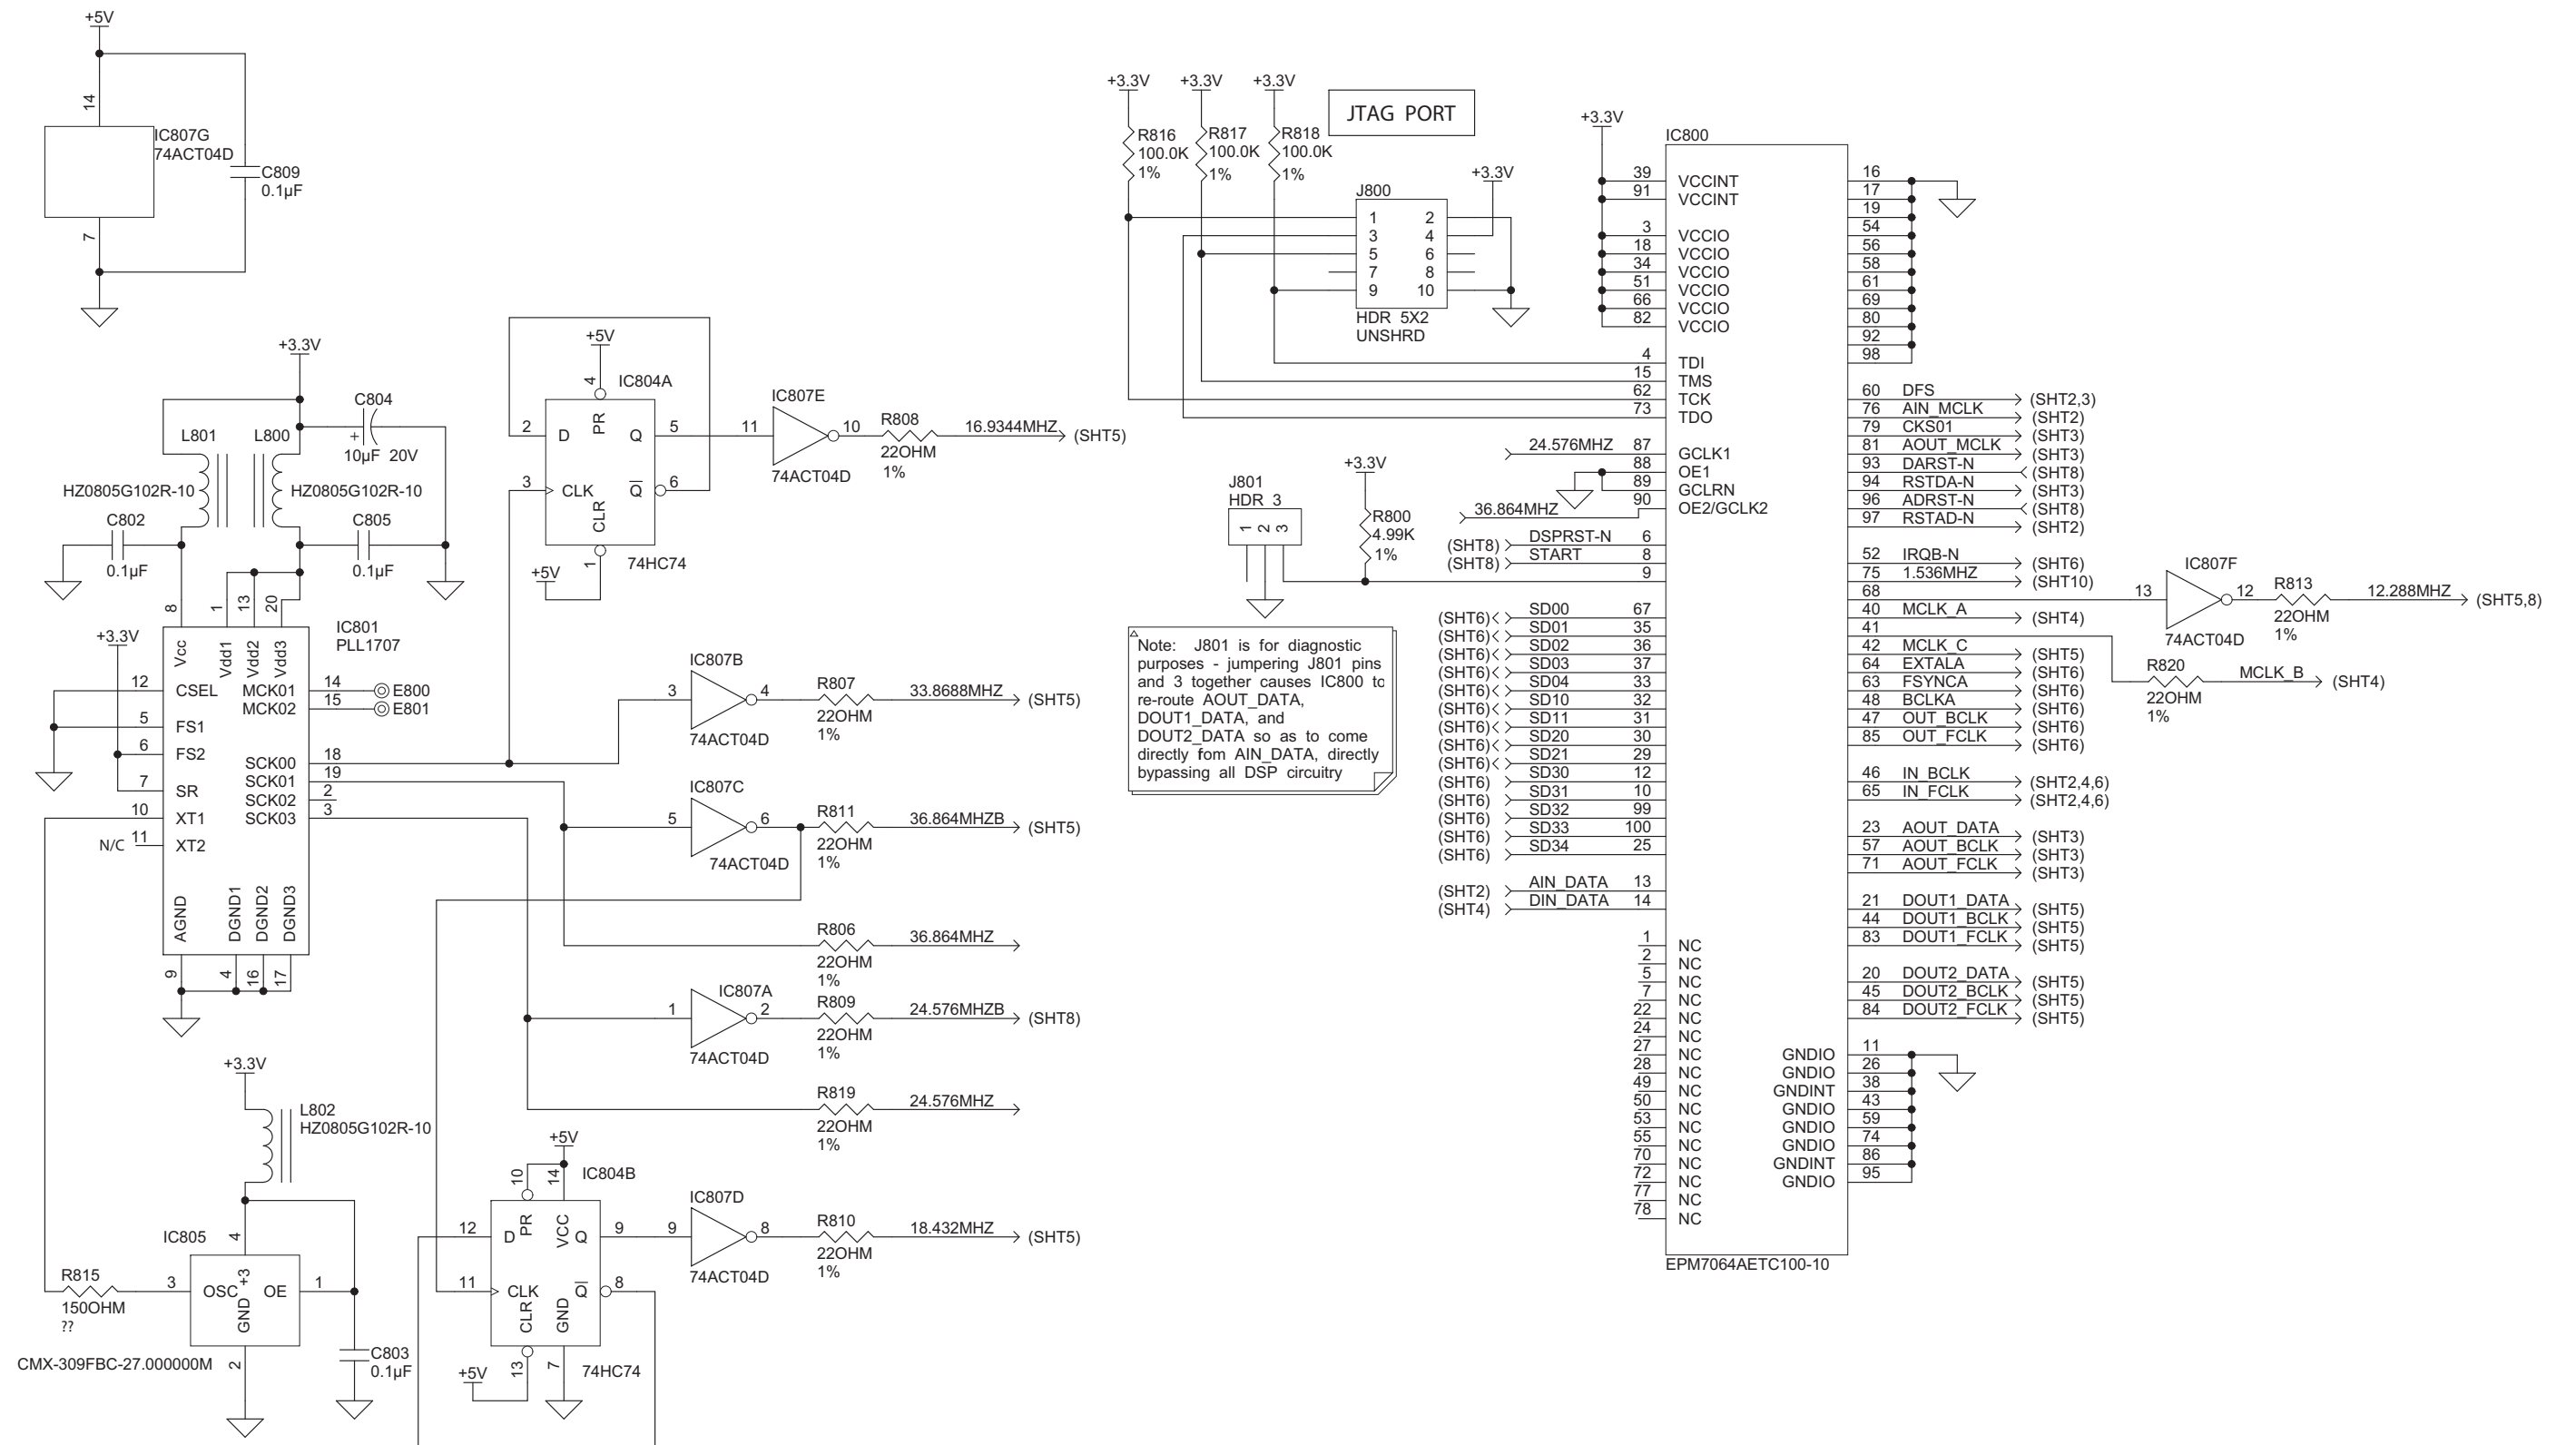 +5V
14
IC807G
74ACT04D
C809
0.1µF
7
+3.3V
C804
+
10µF 20V
L801
L800
HZ0805G102R-10
HZ0805G102R-10
C802
0.1µF
C805
0.1µF
8
1
13
20
IC801
PLL1707
+3.3V
Vcc
Vdd1
Vdd2
Vdd3
12 CSEL
5 FS1
6 FS2
7 SR
10 XT1
N/C 11 XT2
MCK01 14 E800
MCK02 15 E801
SCK00 18
SCK01 19
SCK02 2
SCK03 3
AGND
DGND1
DGND2
DGND3
9
4
16
17
+3.3V
L802
HZ0805G102R-10
IC805
4
R815
150OHM
??
3 OSC +3 OE 1
GND
2
CMX-309FBC-27.000000M
C803
0.1µF
+5V
4
IC804A
2 D PR Q 5
3 CLK Q 6
CLR
1
74HC74
+5V
IC807E
11 10
74ACT04D
R808
22OHM
1%
16.9344MHZ (SHT5)
IC807B
3 4
74ACT04D
R807
22OHM
1%
33.8688MHZ (SHT5)
IC807C
5 6
74ACT04D
R811
22OHM
1%
36.864MHZB (SHT5)
R806
22OHM
1%
36.864MHZ
IC807A
1 2
74ACT04D
R809
22OHM
1%
24.576MHZB (SHT8)
R819
22OHM
1%
24.576MHZ
+5V
10
14
IC804B
12 D PR VCC Q 9
11 CLK Q 8
CLR GND
13
7
74HC74
+5V
IC807D
9 8
74ACT04D
R810
22OHM
1%
18.432MHZ (SHT5)
+3.3V +3.3V +3.3V
R816
100.0K
1%
R817
100.0K
1%
R818
100.0K
1%
JTAG PORT
+3.3V
J800
1 2
3 4
5 6
7 8
9 10
HDR 5X2
UNSHRD
J801
HDR 3
1 2 3
+3.3V
R800
4.99K
1%
Note: J801 is for diagnostic
purposes - jumpering J801 pins
and 3 together causes IC800 to
re-route AOUT_DATA,
DOUT1_DATA, and
DOUT2_DATA so as to come
directly fom AIN_DATA, directly
bypassing all DSP circuitry
+3.3V
IC800
39 VCCINT
91 VCCINT
3 VCCIO
18 VCCIO
34 VCCIO
51 VCCIO
66 VCCIO
82 VCCIO
4 TDI
15 TMS
62 TCK
73 TDO
24.576MHZ 87 GCLK1
88 OE1
89 GCLRN
36.864MHZ 90 OE2/GCLK2
(SHT8) DSPRST-N 6
(SHT8) START 8
9
(SHT6) SD00 67
(SHT6) SD01 35
(SHT6) SD02 36
(SHT6) SD03 37
(SHT6) SD04 33
(SHT6) SD10 32
(SHT6) SD11 31
(SHT6) SD20 30
(SHT6) SD21 29
(SHT6) SD30 12
(SHT6) SD31 10
(SHT6) SD32 99
(SHT6) SD33 100
(SHT6) SD34 25
(SHT2) AIN_DATA 13
(SHT4) DIN_DATA 14
1 NC
2 NC
5 NC
7 NC
22 NC
24 NC
27 NC
28 NC
49 NC
50 NC
53 NC
55 NC
70 NC
72 NC
77 NC
78 NC
EPM7064AETC100-10
16
17
19
54
56
58
61
69
80
92
98
60 DFS (SHT2,3)
76 AIN_MCLK (SHT2)
79 CKS01 (SHT3)
81 AOUT_MCLK (SHT3)
93 DARST-N (SHT8)
94 RSTDA-N (SHT3)
96 ADRST-N (SHT8)
97 RSTAD-N (SHT2)
52 IRQB-N (SHT6)
75 1.536MHZ (SHT10)
68
40 MCLK_A (SHT4)
41
42 MCLK_C (SHT5)
64 EXTALA (SHT6)
63 FSYNCA (SHT6)
48 BCLKA (SHT6)
47 OUT_BCLK (SHT6)
85 OUT_FCLK (SHT6)
46 IN_BCLK (SHT2,4,6)
65 IN_FCLK (SHT2,4,6)
23 AOUT_DATA (SHT3)
57 AOUT_BCLK (SHT3)
71 AOUT_FCLK (SHT3)
21 DOUT1_DATA (SHT5)
44 DOUT1_BCLK (SHT5)
83 DOUT1_FCLK (SHT5)
20 DOUT2_DATA (SHT5)
45 DOUT2_BCLK (SHT5)
84 DOUT2_FCLK (SHT5)
GNDIO 11
GNDIO 26
GNDINT 38
GNDIO 43
GNDIO 59
GNDIO 74
GNDINT 86
GNDIO 95
IC807F
13 12
74ACT04D
R813
22OHM
1%
12.288MHZ (SHT5,8)
R820
22OHM
1%
MCLK_B (SHT4)